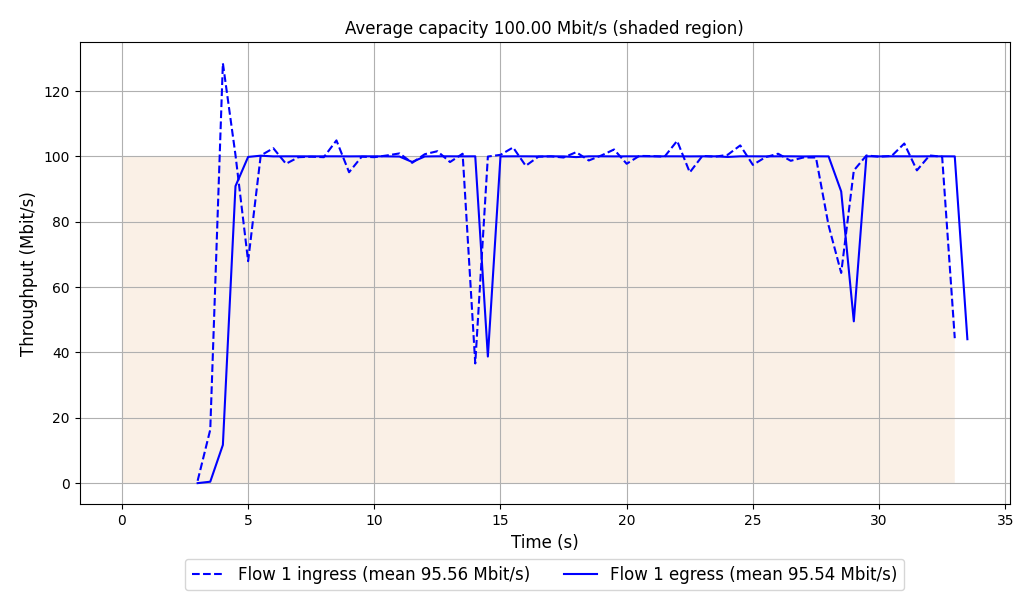 Average capacity 100.00 Mbit/s (shaded region)
Throughput (Mbit/s)
120
100
80
60
40
20
0
0 5 10 15 20 25 30 35
Time (s)
Flow 1 ingress (mean 95.56 Mbit/s) Flow 1 egress (mean 95.54 Mbit/s)